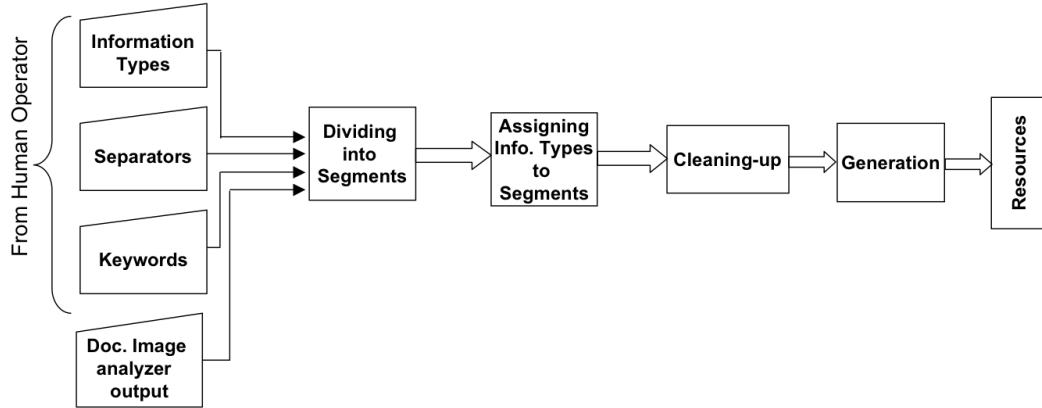 From Human Operator
Information
Types
Separators
Keywords
Doc. Image
analyzer
output
Dividing
into
Segments
Assigning
Info. Types
to
Segments
Cleaning-up
Generation
Resources